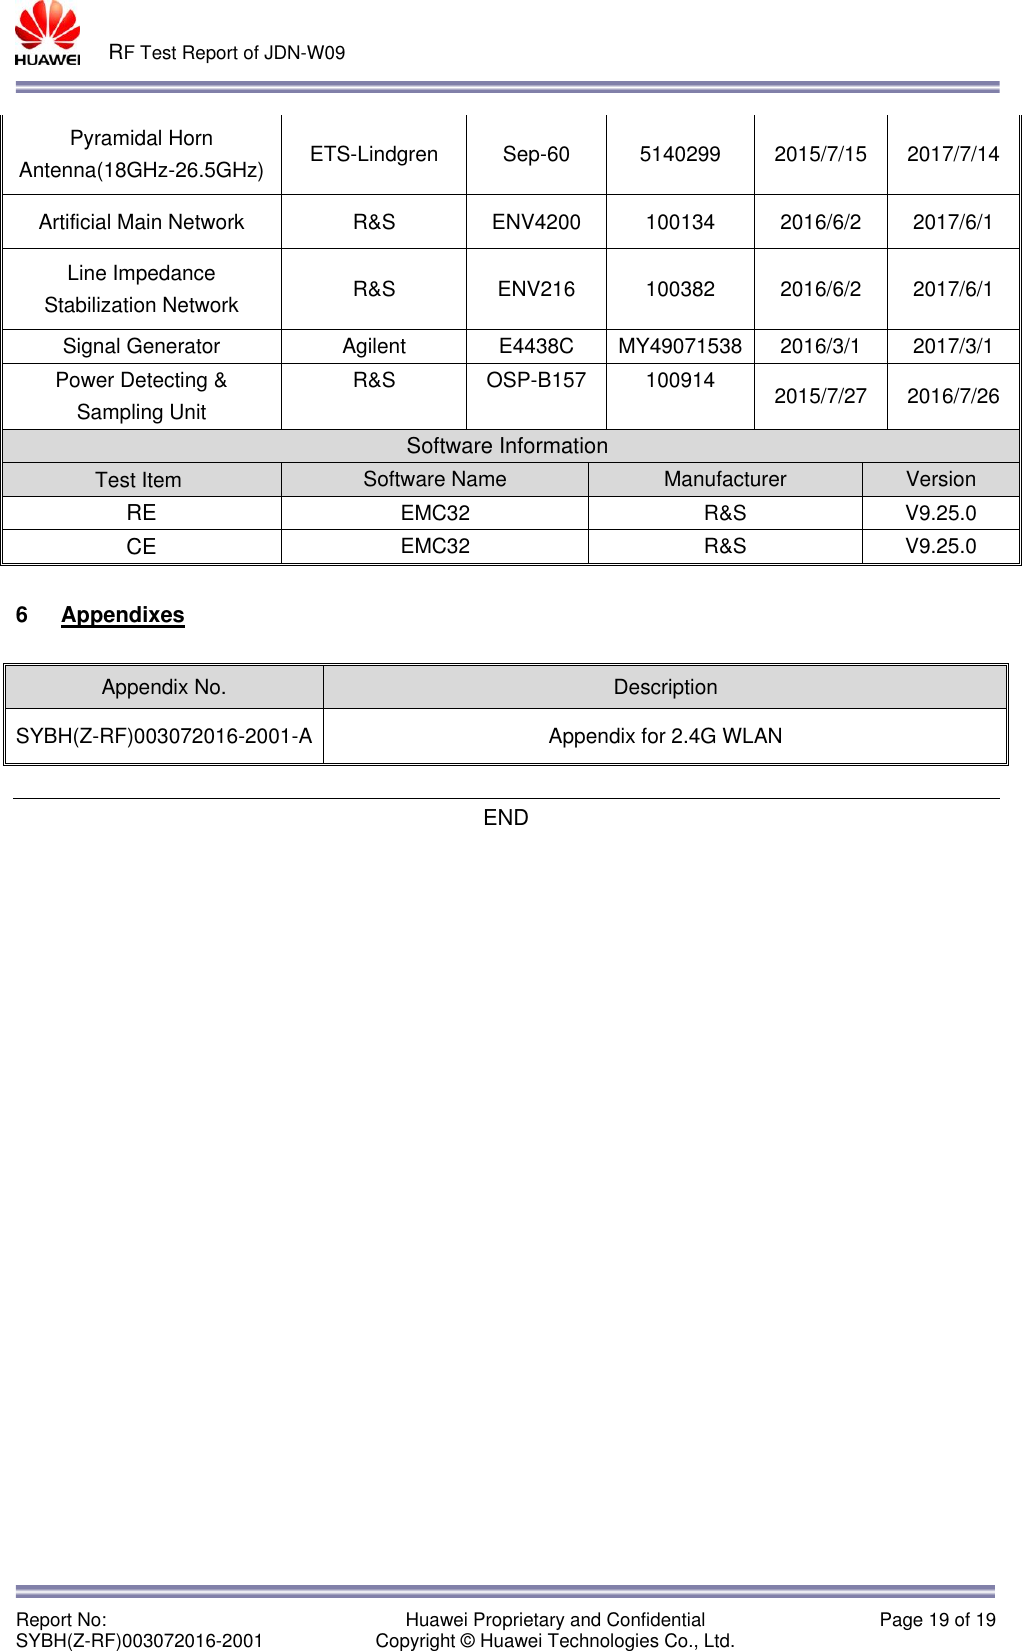 HUAWEI
RF Test Report of JDN-W09
Pyramidal Horn
Antenna(18GHz-26.5GHz) ETS-Lindgren Sep-60 5140299 2015/7/15 2017/7/14
Artificial Main Network R&S ENV4200 100134 2016/6/2 2017/6/1
Line Impedance
Stabilization Network R&S ENV216 100382 2016/6/2 2017/6/1
Signal Generator Agilent E4438C MY49071538 2016/3/1 2017/3/1
Power Detecting &
Sampling Unit R&S OSP-B157 100914 2015/7/27 2016/7/26
Software Information
Test Item Software Name Manufacturer Version
RE EMC32 R&S V9.25.0
CE EMC32 R&S V9.25.0
6 Appendixes
Appendix No. Description
SYBH(Z-RF)003072016-2001-A Appendix for 2.4G WLAN
END
Report No: Huawei Proprietary and Confidential Page 19 of 19
SYBH(Z-RF)003072016-2001 Copyright © Huawei Technologies Co., Ltd.